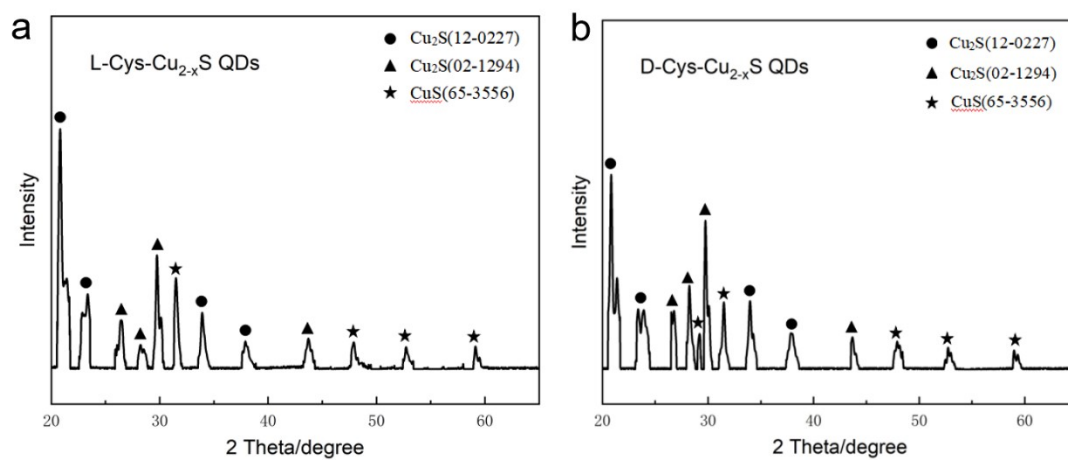 a
L-Cys-Cu₂₋ₓS QDs
● Cu₂S(12-0227)
▲ Cu₂S(02-1294)
★ CuS(65-3556)
Intensity
20 30 40 50 60
2 Theta/degree
b
D-Cys-Cu₂₋ₓS QDs
● Cu₂S(12-0227)
▲ Cu₂S(02-1294)
★ CuS(65-3556)
Intensity
20 30 40 50 60
2 Theta/degree